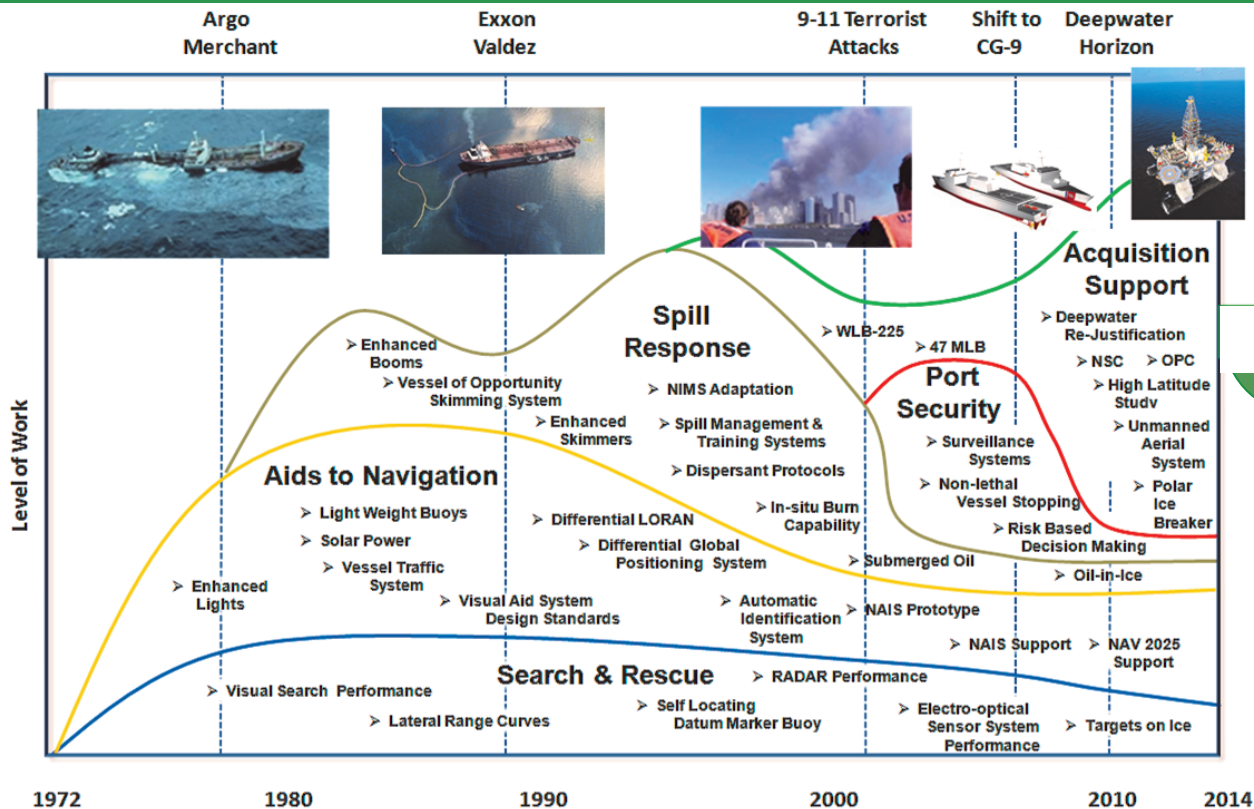 Argo
Merchant
Exxon
Valdez
9-11 Terrorist
Attacks
Shift to
CG-9
Deepwater
Horizon
Level of Work
Acquisition
Support
➢ Deepwater
Re-Justification
➢ NSC ➢ OPC
➢ High Latitude
Study
➢ Unmanned
Aerial
System
➢ Polar
Ice
Breaker
Spill
Response
➢ WLB-225
➢ 47 MLB
➢ Enhanced
Booms
➢ Vessel of Opportunity
Skimming System
➢ Enhanced
Skimmers
➢ NIMS Adaptation
➢ Spill Management &
Training Systems
➢ Dispersant Protocols
➢ In-situ Burn
Capability
➢ Submerged Oil
➢ Oil-in-Ice
Port
Security
➢ Surveillance
Systems
➢ Non-lethal
Vessel Stopping
➢ Risk Based
Decision Making
Aids to Navigation
➢ Light Weight Buoys
➢ Solar Power
➢ Vessel Traffic
System
➢ Enhanced
Lights
➢ Differential LORAN
➢ Differential Global
Positioning System
➢ Visual Aid System
Design Standards
➢ Automatic
Identification
System
➢ NAIS Prototype
➢ NAIS Support
➢ NAV 2025
Support
Search & Rescue
➢ Visual Search Performance
➢ Lateral Range Curves
➢ RADAR Performance
➢ Self Locating
Datum Marker Buoy
➢ Electro-optical
Sensor System
Performance
➢ Targets on Ice
1972 1980 1990 2000 2010 2014